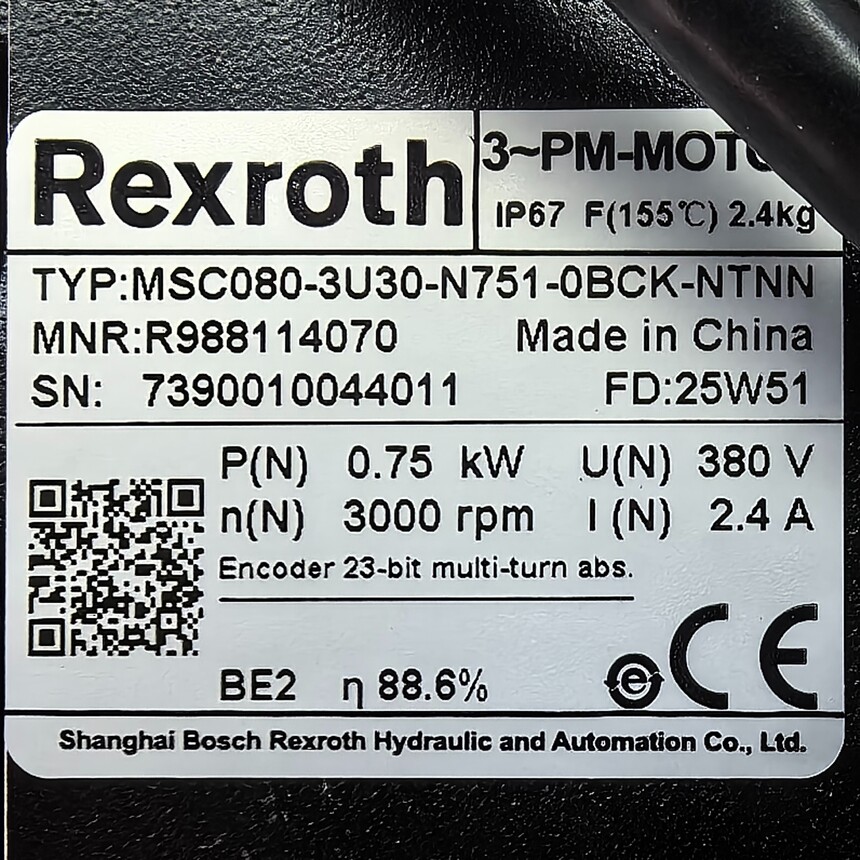 Rexroth
3~PM-MOTO
IP67 F(155℃) 2.4kg
TYP:MSC080-3U30-N751-0BCK-NTNN
MNR:R988114070 Made in China
SN: 7390010044011 FD:25W51
P(N) 0.75 kW U(N) 380 V
n(N) 3000 rpm I(N) 2.4 A
Encoder 23-bit multi-turn abs.
BE2 η 88.6%
e CE
Shanghai Bosch Rexroth Hydraulic and Automation Co., Ltd.